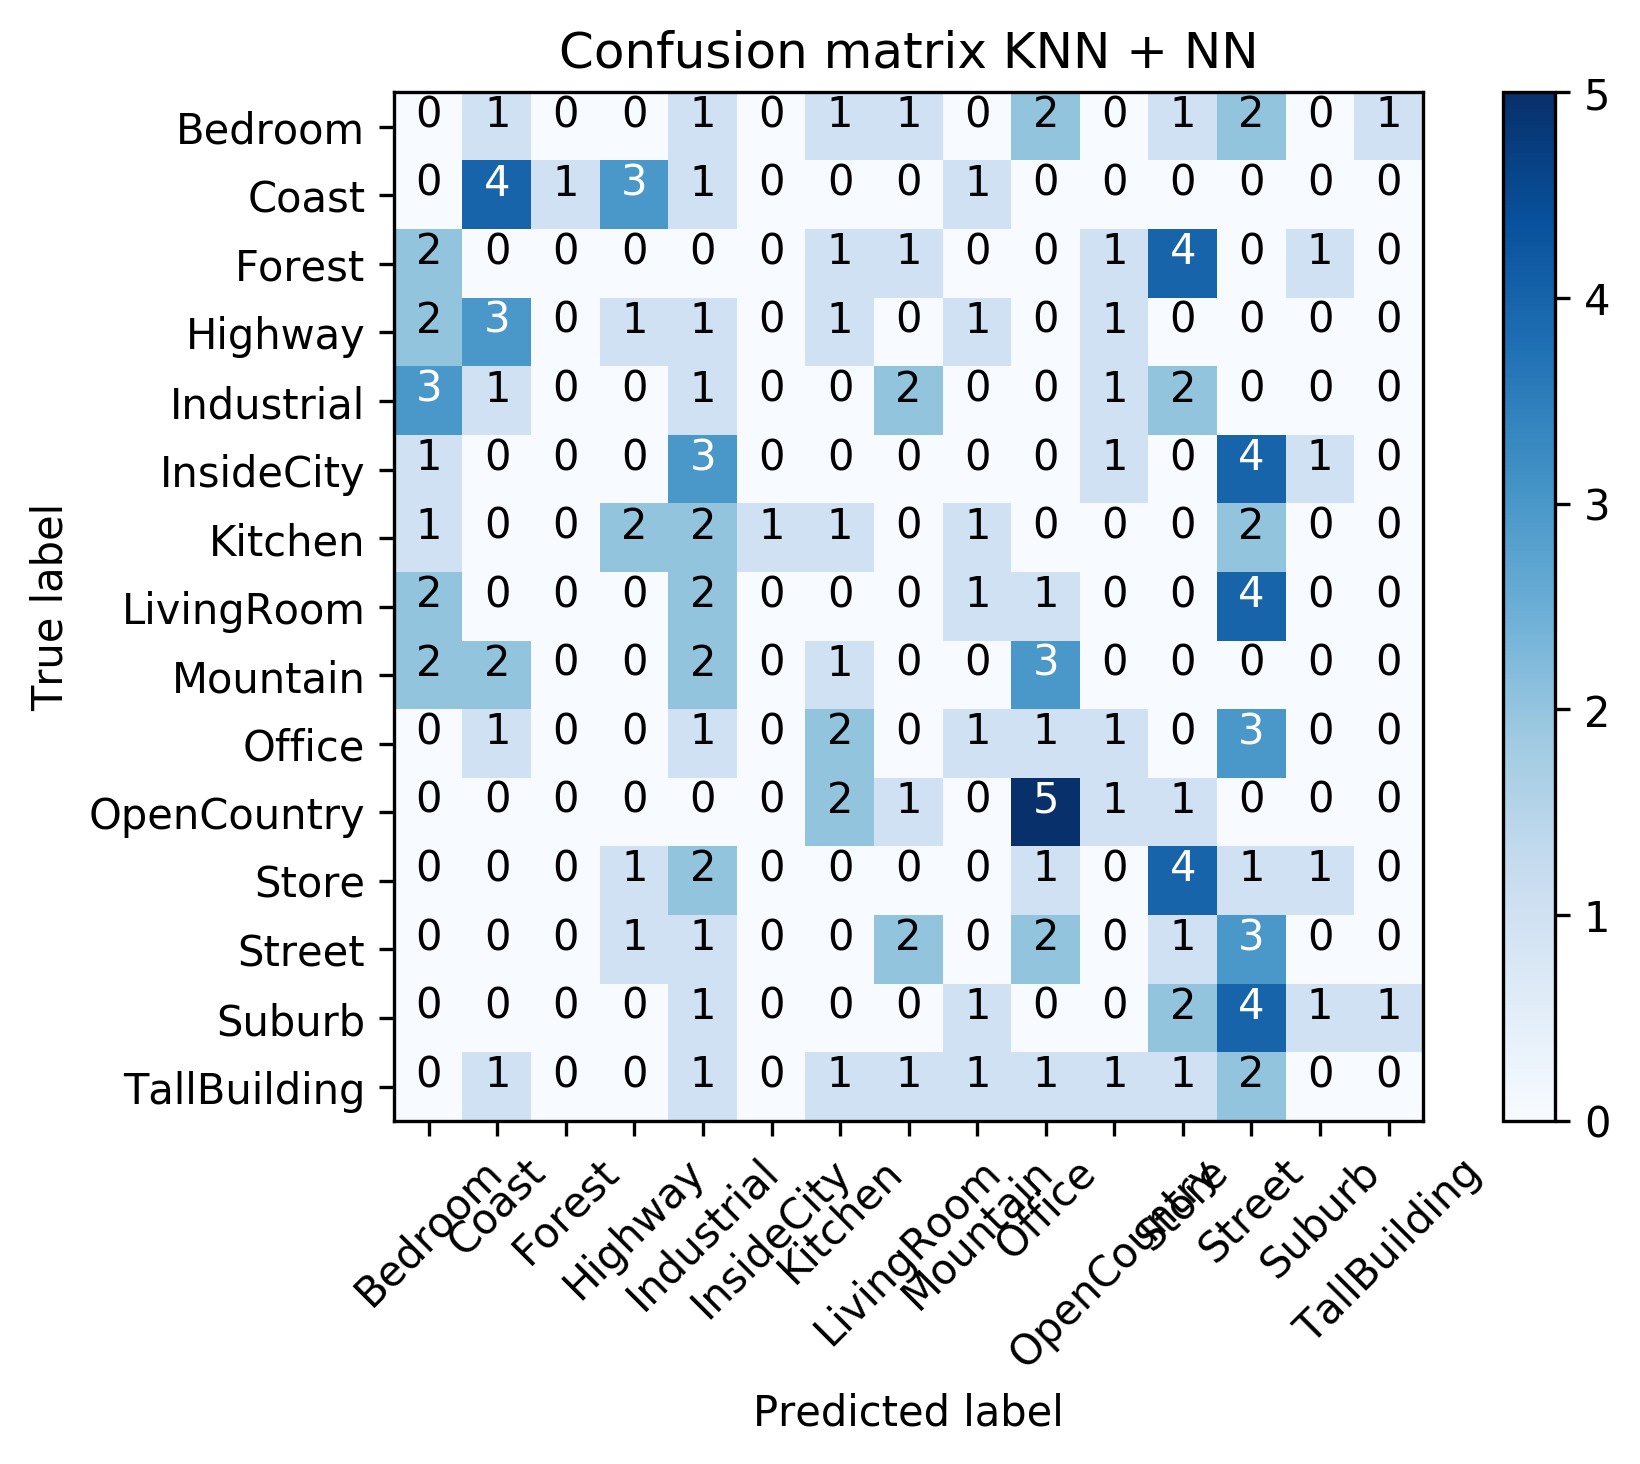 Confusion matrix KNN + NN
Bedroom 0 1 0 0 1 0 1 1 0 2 0 1 2 0 1
Coast 0 4 1 3 1 0 0 0 1 0 0 0 0 0 0
Forest 2 0 0 0 0 0 1 1 0 0 1 4 0 1 0
Highway 2 3 0 1 1 0 1 0 1 0 1 0 0 0 0
Industrial 3 1 0 0 1 0 0 2 0 0 1 2 0 0 0
InsideCity 1 0 0 0 3 0 0 0 0 0 1 0 4 1 0
Kitchen 1 0 0 2 2 1 1 0 1 0 0 0 2 0 0
LivingRoom 2 0 0 0 2 0 0 0 1 1 0 0 4 0 0
Mountain 2 2 0 0 2 0 1 0 0 3 0 0 0 0 0
Office 0 1 0 0 1 0 2 0 1 1 1 0 3 0 0
OpenCountry 0 0 0 0 0 0 2 1 0 5 1 1 0 0 0
Store 0 0 0 1 2 0 0 0 0 1 0 4 1 1 0
Street 0 0 0 1 1 0 0 2 0 2 0 1 3 0 0
Suburb 0 0 0 0 1 0 0 0 1 0 0 2 4 1 1
TallBuilding 0 1 0 0 1 0 1 1 1 1 1 1 2 0 0
True label
Bedroom
Coast
Forest
Highway
Industrial
InsideCity
Kitchen
LivingRoom
Mountain
Office
OpenCountry
Store
Street
Suburb
TallBuilding
Predicted label
5
4
3
2
1
0